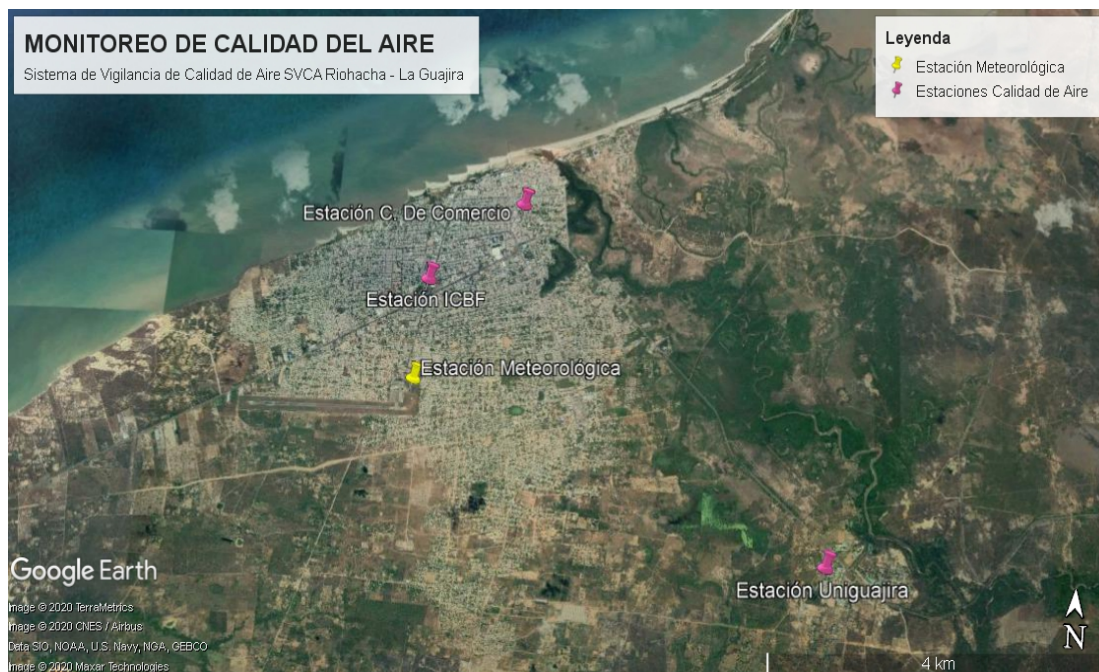 MONITOREO DE CALIDAD DEL AIRE
Sistema de Vigilancia de Calidad de Aire SVCA Riohacha - La Guajira
Leyenda
Estación Meteorológica
Estaciones Calidad de Aire
Estación C. De Comercio
Estación ICBF
Estación Meteorológica
Estación Uniguajira
Google Earth
Image © 2020 TerraMetrics
Image © 2020 CNES / Airbus
Data SIO, NOAA, U.S. Navy, NGA, GEBCO
Image © 2020 Maxar Technologies
N
4 km